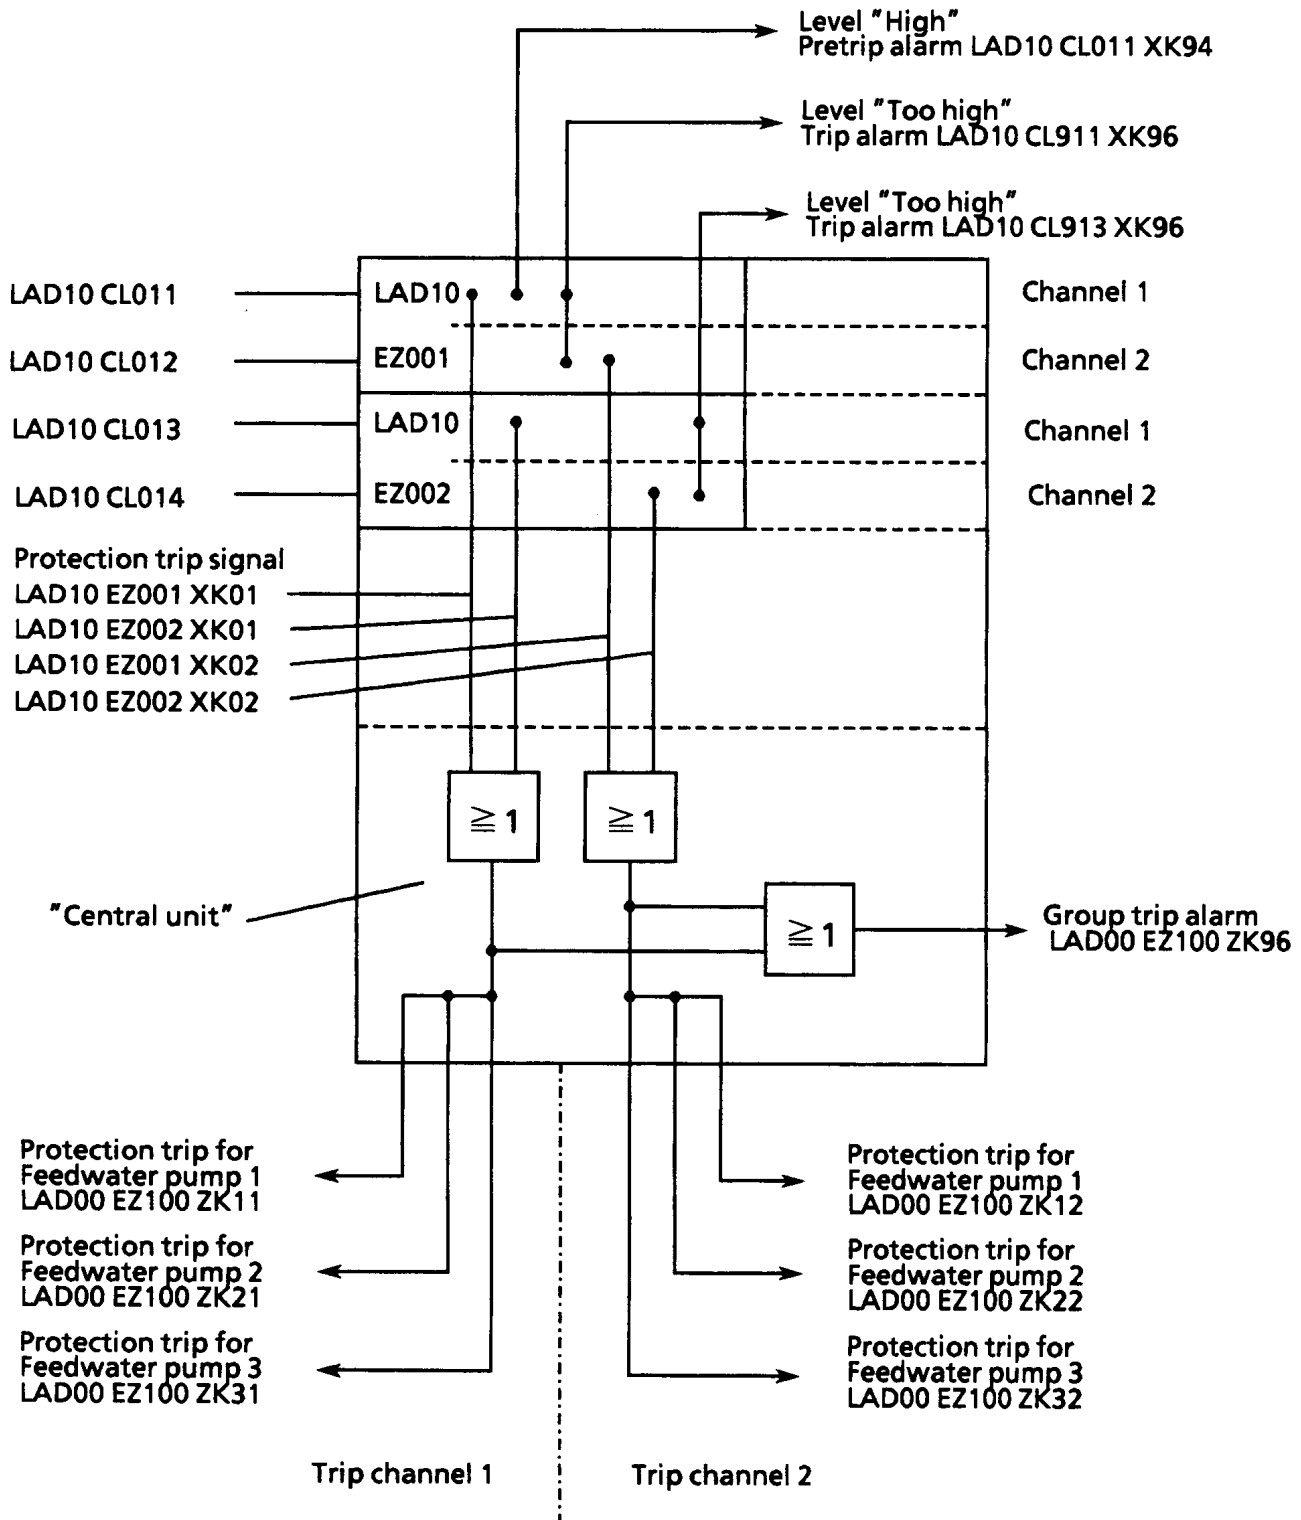 Level "High"
Pretrip alarm LAD10 CL011 XK94
Level "Too high"
Trip alarm LAD10 CL911 XK96
Level "Too high"
Trip alarm LAD10 CL913 XK96
LAD10 CL011
LAD10
Channel 1
LAD10 CL012
EZ001
Channel 2
LAD10 CL013
LAD10
Channel 1
LAD10 CL014
EZ002
Channel 2
Protection trip signal
LAD10 EZ001 XK01
LAD10 EZ002 XK01
LAD10 EZ001 XK02
LAD10 EZ002 XK02
≧ 1
≧ 1
"Central unit"
≧ 1
Group trip alarm
LAD00 EZ100 ZK96
Protection trip for
Feedwater pump 1
LAD00 EZ100 ZK11
Protection trip for
Feedwater pump 1
LAD00 EZ100 ZK12
Protection trip for
Feedwater pump 2
LAD00 EZ100 ZK21
Protection trip for
Feedwater pump 2
LAD00 EZ100 ZK22
Protection trip for
Feedwater pump 3
LAD00 EZ100 ZK31
Protection trip for
Feedwater pump 3
LAD00 EZ100 ZK32
Trip channel 1
Trip channel 2